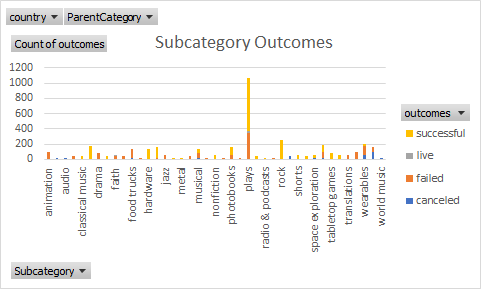 country ParentCategory
Count of outcomes
Subcategory Outcomes
1200
1000
800
600
400
200
0
animation
audio
classical music
drama
faith
food trucks
hardware
jazz
metal
musical
nonfiction
photobooks
plays
radio & podcasts
rock
shorts
space exploration
tabletop games
translations
wearables
world music
outcomes
successful
live
failed
canceled
Subcategory